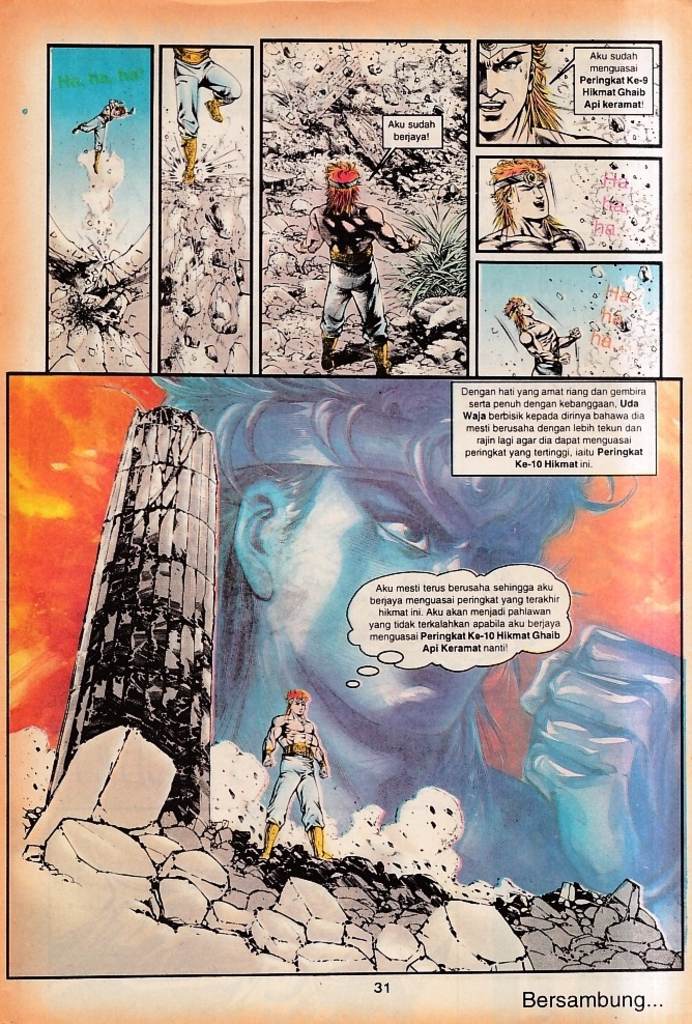 Ha, ha, ha!
Aku sudah
berjaya!
Aku sudah
menguasai
Peringkat Ke-9
Hikmat Ghaib
Api keramat!
Ha,
ha,
ha.
Ha
ha
ha...
Dengan hati yang amat riang dan gembira
serta penuh dengan kebanggaan, Uda
Waja berbisik kepada dirinya bahawa dia
mesti berusaha dengan lebih tekun dan
rajin lagi agar dia dapat menguasai
peringkat yang tertinggi, iaitu Peringkat
Ke-10 Hikmat ini.
Aku mesti terus berusaha sehingga aku
berjaya menguasai peringkat yang terakhir
hikmat ini. Aku akan menjadi pahlawan
yang tidak terkalahkan apabila aku berjaya
menguasai Peringkat Ke-10 Hikmat Ghaib
Api Keramat nanti!
31
Bersambung...